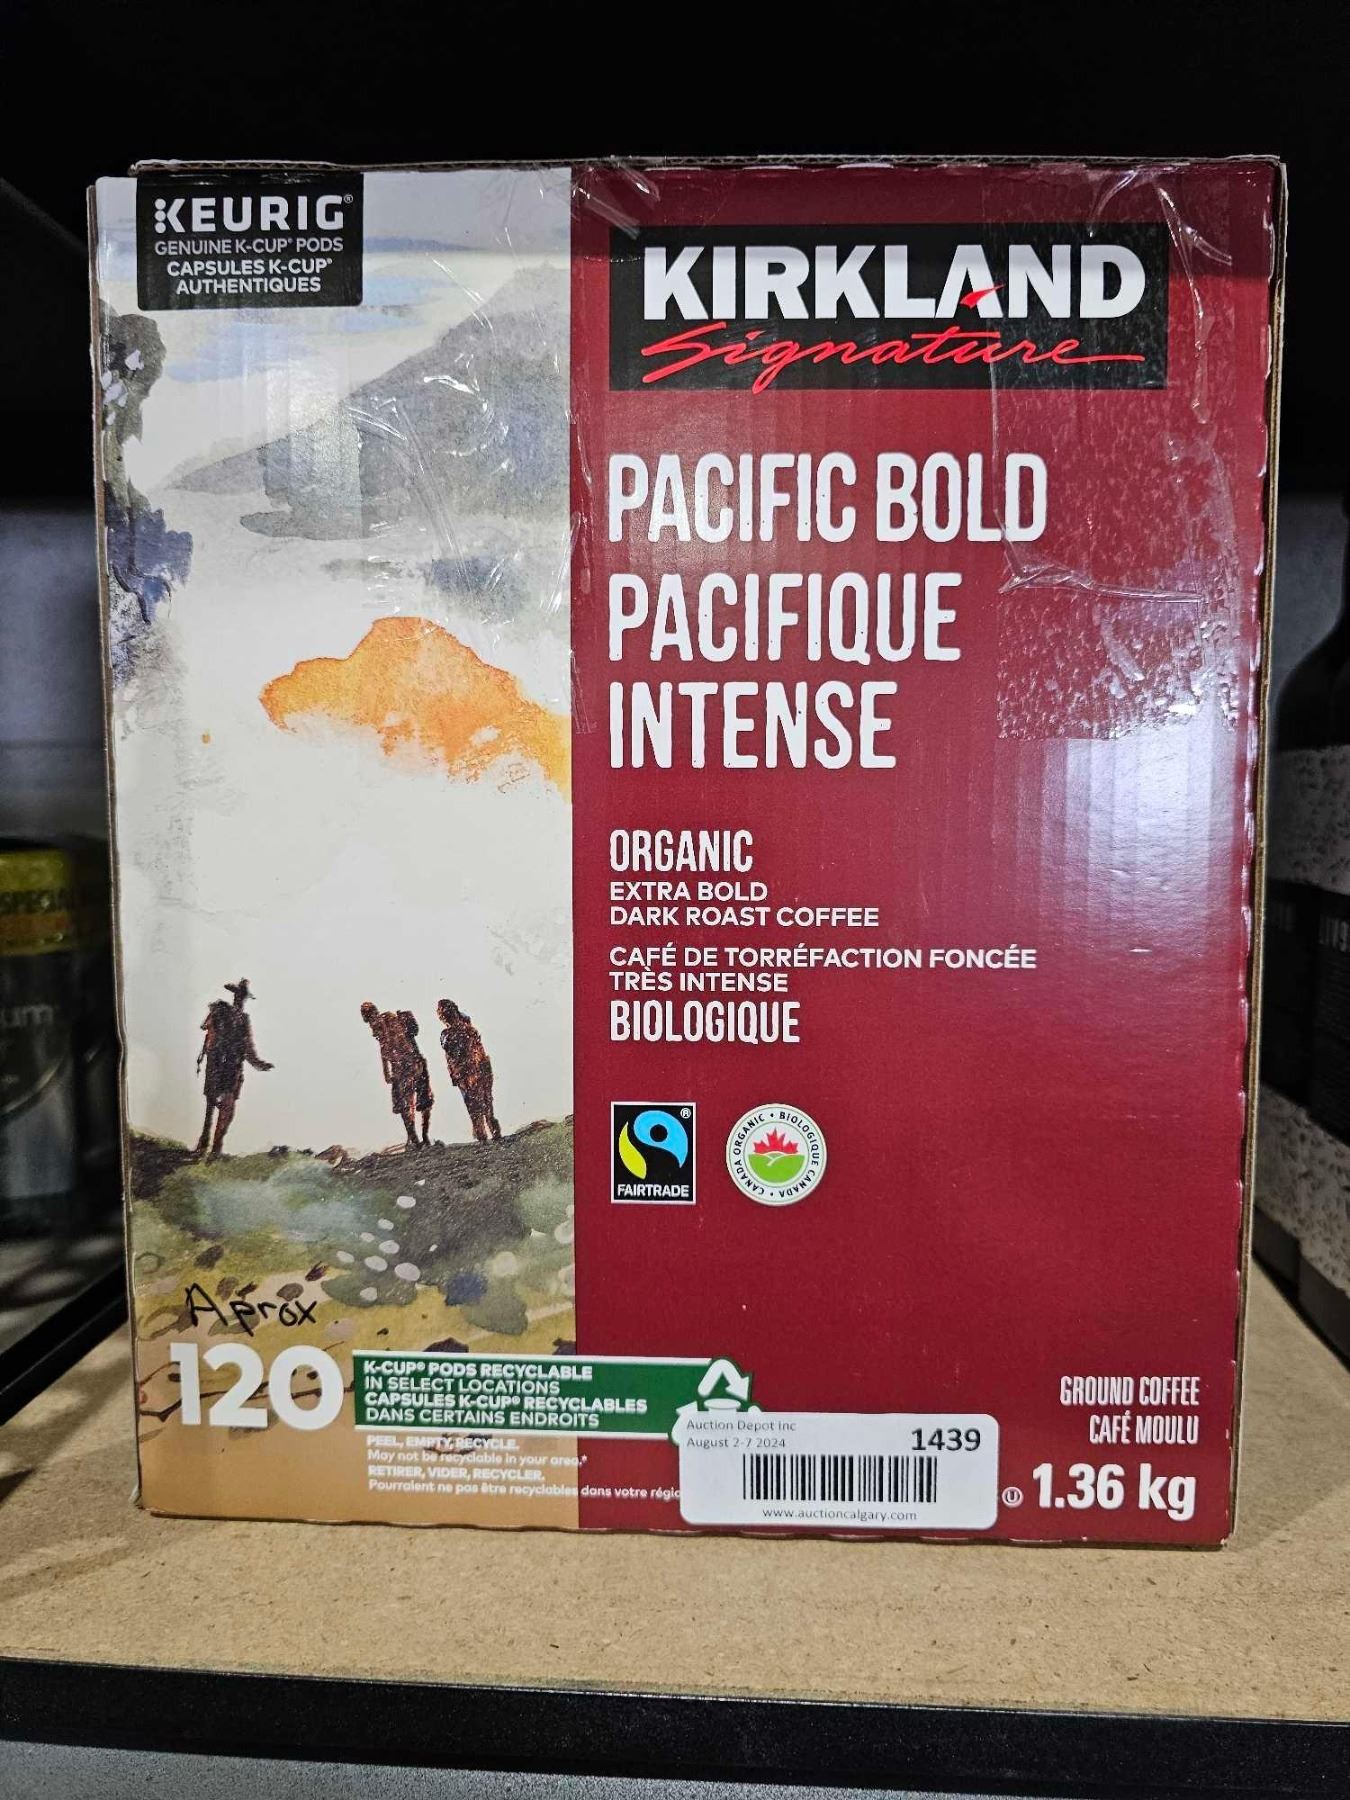 KEURIG®
GENUINE K-CUP® PODS
CAPSULES K-CUP®
AUTHENTIQUES
KIRKLAND
Signature
PACIFIC BOLD
PACIFIQUE
INTENSE
ORGANIC
EXTRA BOLD
DARK ROAST COFFEE
CAFÉ DE TORRÉFACTION FONCÉE
TRÈS INTENSE
BIOLOGIQUE
FAIRTRADE ®
CANADA ORGANIC • BIOLOGIQUE CANADA •
Aprox
120
K-CUP® PODS RECYCLABLE
IN SELECT LOCATIONS
CAPSULES K-CUP® RECYCLABLES
DANS CERTAINS ENDROITS
PEEL, EMPTY, RECYCLE.
May not be recyclable in your area.*
RETIRER, VIDER, RECYCLER.
Pourraient ne pas être recyclables dans votre
Auction Depot Inc
August 2-7 2024
1439
www.auctioncalgary.com
GROUND COFFEE
CAFÉ MOULU
U 1.36 kg